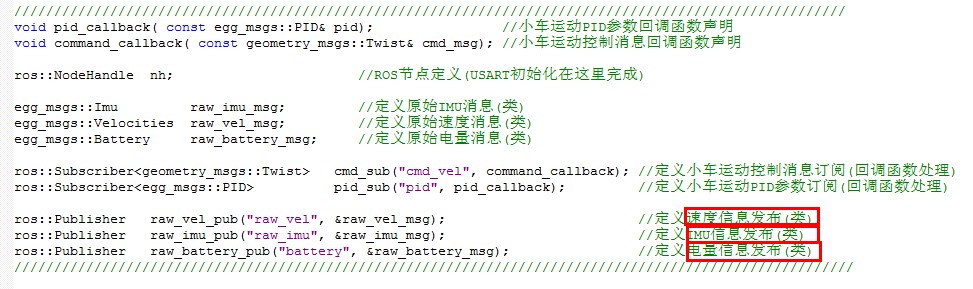 ////////////////////////////////////////////////////////////////////////////////////////////////////////
void pid_callback( const egg_msgs::PID& pid); //小车运动PID参数回调函数声明
void command_callback( const geometry_msgs::Twist& cmd_msg); //小车运动控制消息回调函数声明
ros::NodeHandle nh; //ROS节点定义(USART初始化在这里完成)
egg_msgs::Imu raw_imu_msg; //定义原始IMU消息(类)
egg_msgs::Velocities raw_vel_msg; //定义原始速度消息(类)
egg_msgs::Battery raw_battery_msg; //定义原始电量消息(类)
ros::Subscriber<geometry_msgs::Twist> cmd_sub("cmd_vel", command_callback); //定义小车运动控制消息订阅(回调函数处理)
ros::Subscriber<egg_msgs::PID> pid_sub("pid", pid_callback); //定义小车运动PID参数订阅(回调函数处理)
ros::Publisher raw_vel_pub("raw_vel", &raw_vel_msg); //定义速度信息发布(类)
ros::Publisher raw_imu_pub("raw_imu", &raw_imu_msg); //定义IMU信息发布(类)
ros::Publisher raw_battery_pub("battery", &raw_battery_msg); //定义电量信息发布(类)
/////////////////////////////////////////////////////////////////////////////////////////////////////////